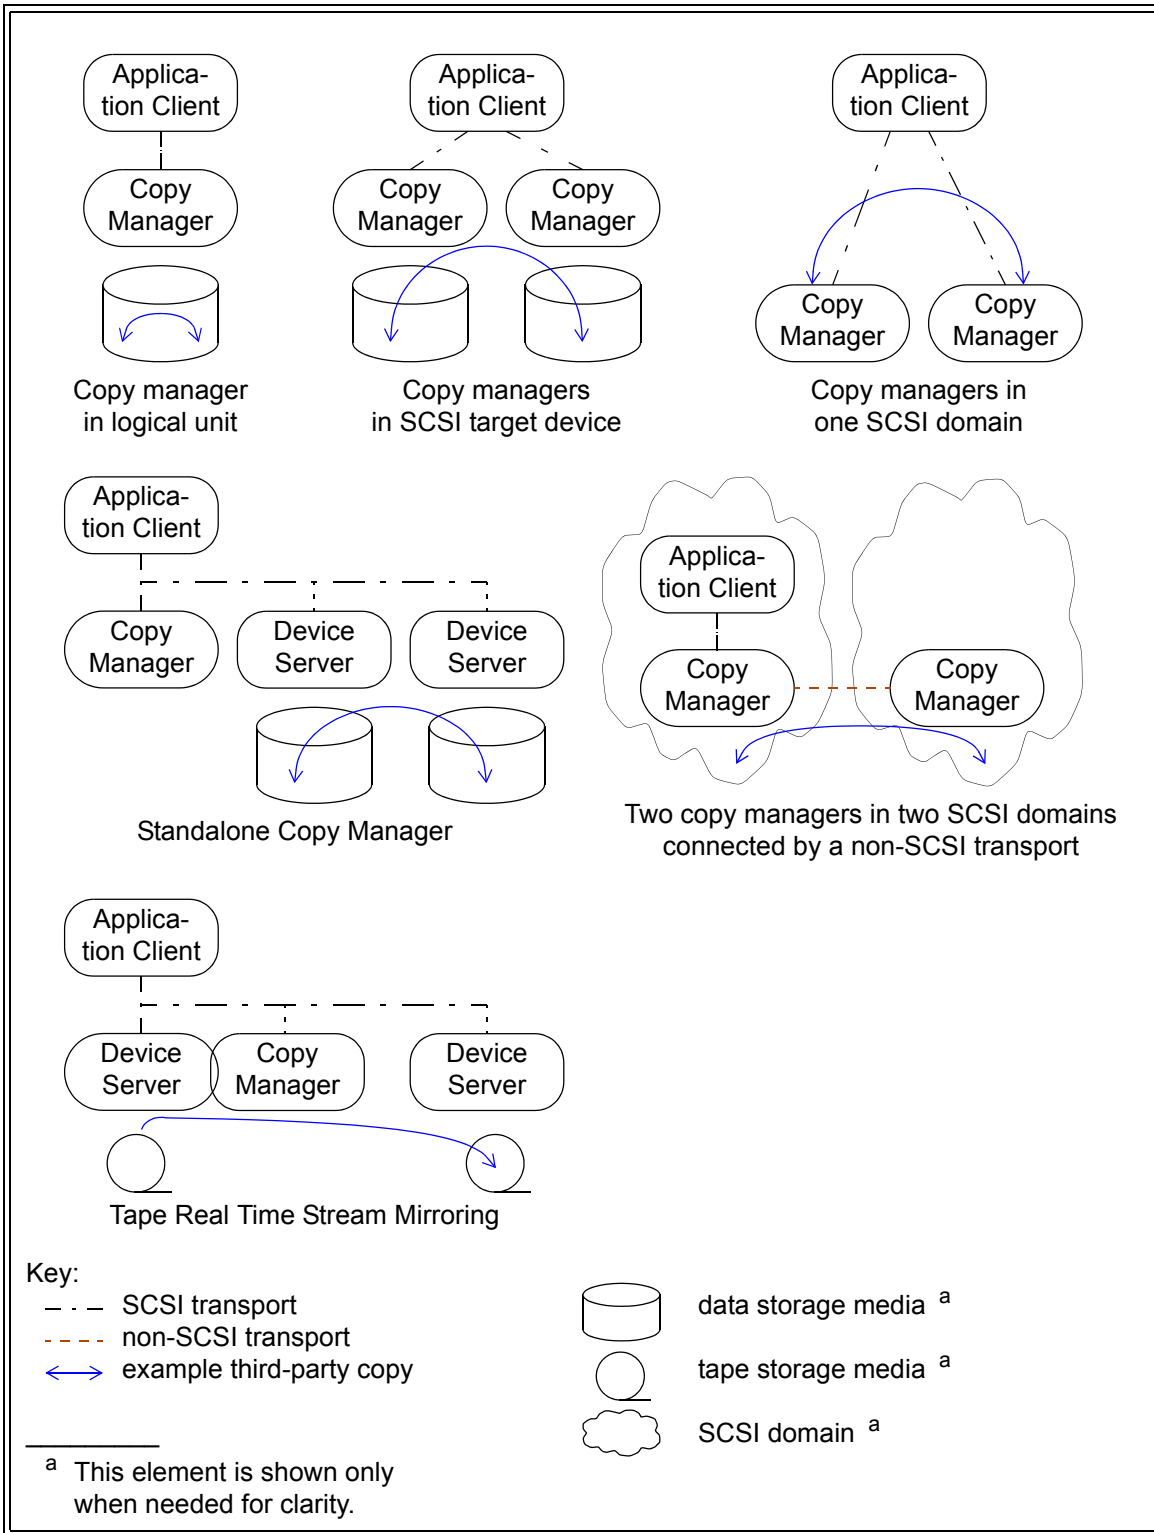 Applica-
tion Client
Applica-
tion Client
Applica-
tion Client
Copy
Manager
Copy
Manager
Copy
Manager
Copy
Manager
Copy
Manager
Copy manager
in logical unit
Copy managers
in SCSI target device
Copy managers in
one SCSI domain
Applica-
tion Client
Copy
Manager
Device
Server
Device
Server
Standalone Copy Manager
Applica-
tion Client
Copy
Manager
Copy
Manager
Two copy managers in two SCSI domains
connected by a non-SCSI transport
Applica-
tion Client
Device
Server
Copy
Manager
Device
Server
Tape Real Time Stream Mirroring
Key:
SCSI transport
non-SCSI transport
example third-party copy
data storage media a
tape storage media a
SCSI domain a
a This element is shown only
when needed for clarity.